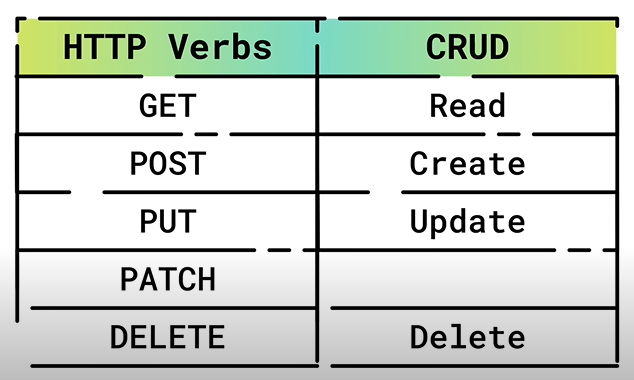 HTTP Verbs CRUD
GET Read
POST Create
PUT Update
PATCH
DELETE Delete